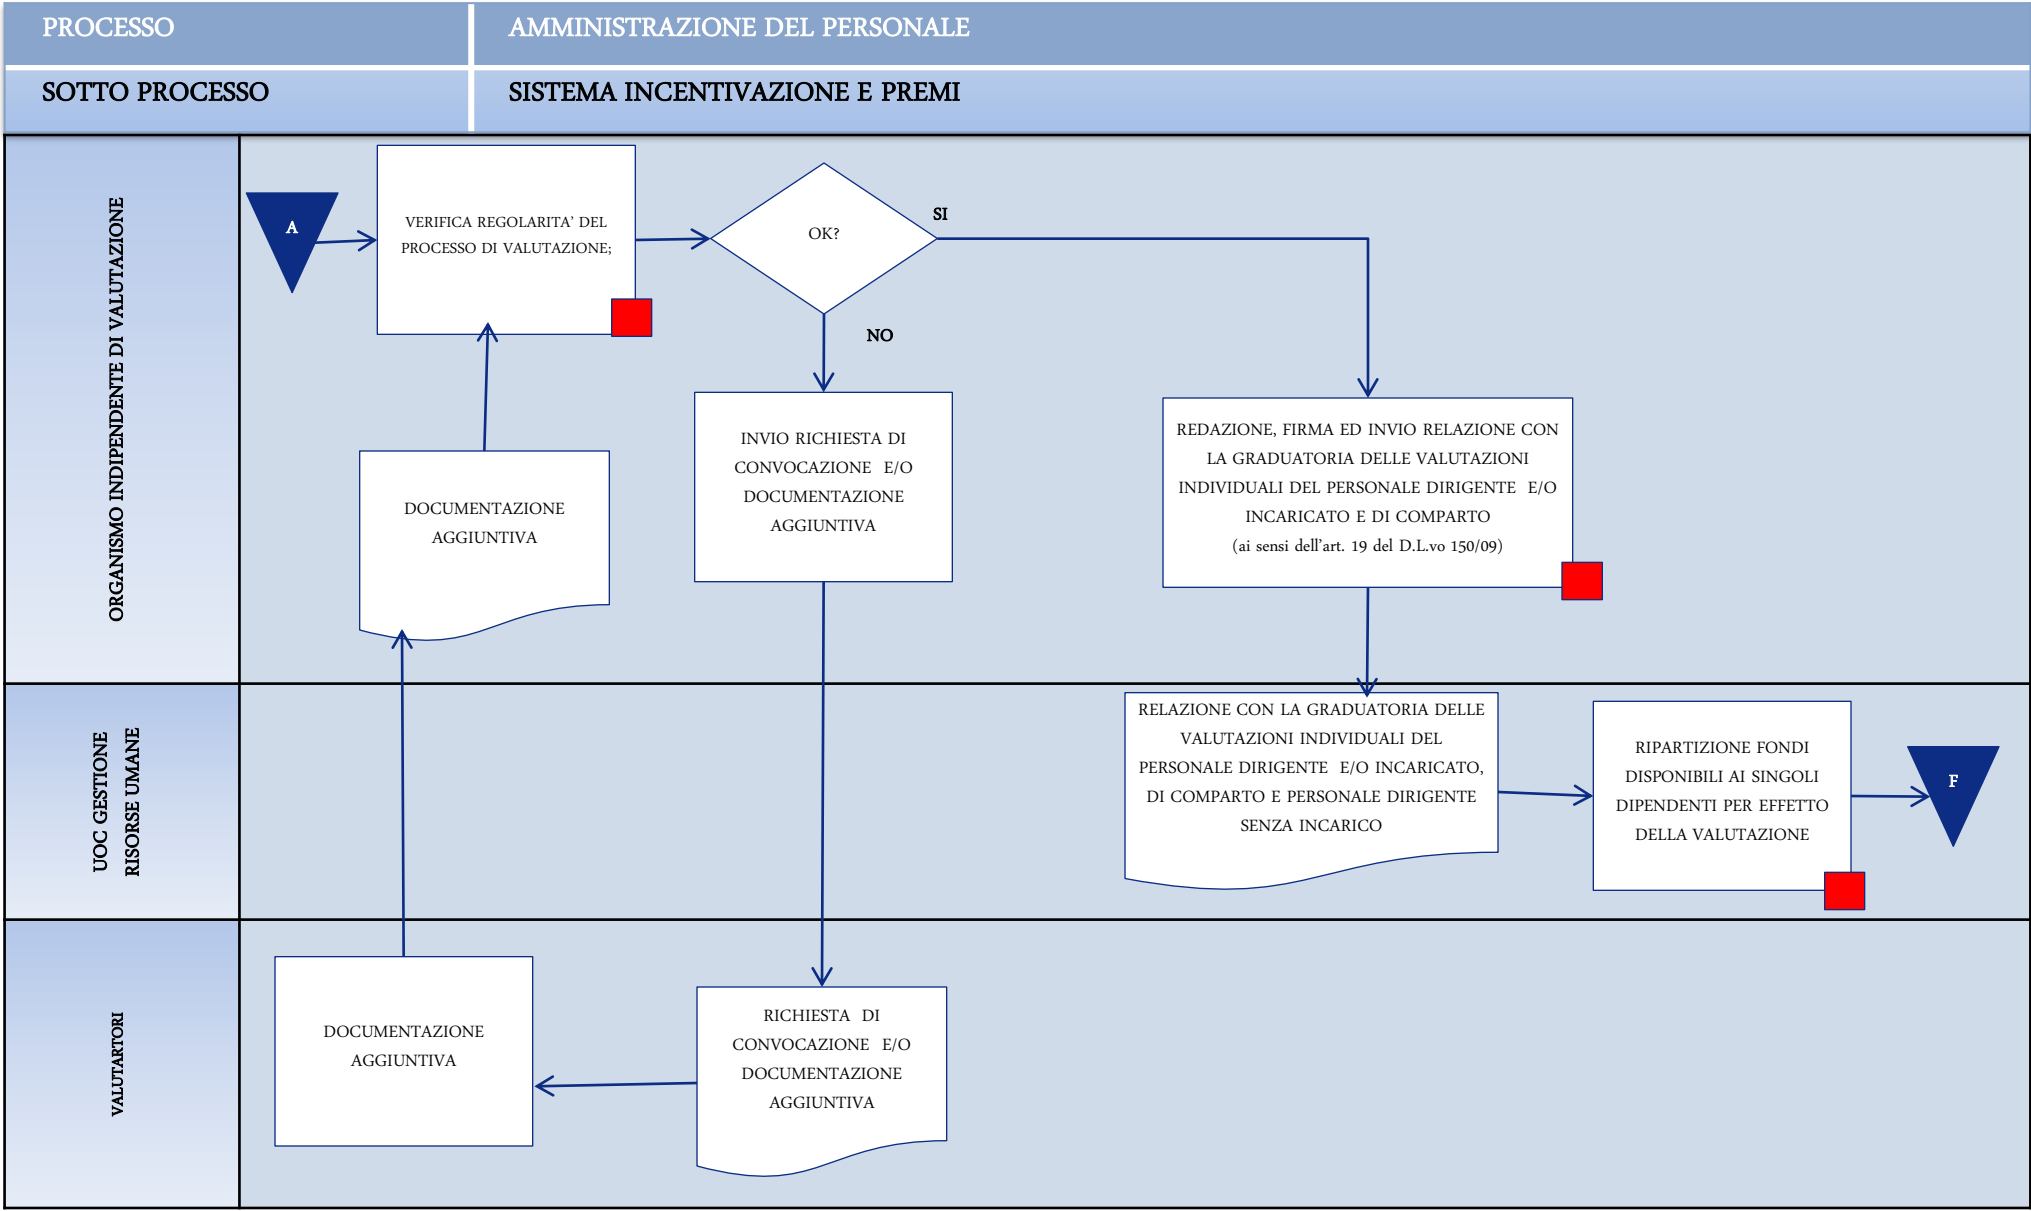 PROCESSO
AMMINISTRAZIONE DEL PERSONALE
SOTTO PROCESSO
SISTEMA INCENTIVAZIONE E PREMI
ORGANISMO INDIPENDENTE DI VALUTAZIONE
A
VERIFICA REGOLARITA' DEL
PROCESSO DI VALUTAZIONE;
OK?
SI
NO
DOCUMENTAZIONE
AGGIUNTIVA
INVIO RICHIESTA DI
CONVOCAZIONE E/O
DOCUMENTAZIONE
AGGIUNTIVA
REDAZIONE, FIRMA ED INVIO RELAZIONE CON
LA GRADUATORIA DELLE VALUTAZIONI
INDIVIDUALI DEL PERSONALE DIRIGENTE E/O
INCARICATO E DI COMPARTO
(ai sensi dell'art. 19 del D.L.vo 150/09)
UOC GESTIONE
RISORSE UMANE
RELAZIONE CON LA GRADUATORIA DELLE
VALUTAZIONI INDIVIDUALI DEL
PERSONALE DIRIGENTE E/O INCARICATO,
DI COMPARTO E PERSONALE DIRIGENTE
SENZA INCARICO
RIPARTIZIONE FONDI
DISPONIBILI AI SINGOLI
DIPENDENTI PER EFFETTO
DELLA VALUTAZIONE
F
VALUTARTORI
DOCUMENTAZIONE
AGGIUNTIVA
RICHIESTA DI
CONVOCAZIONE E/O
DOCUMENTAZIONE
AGGIUNTIVA